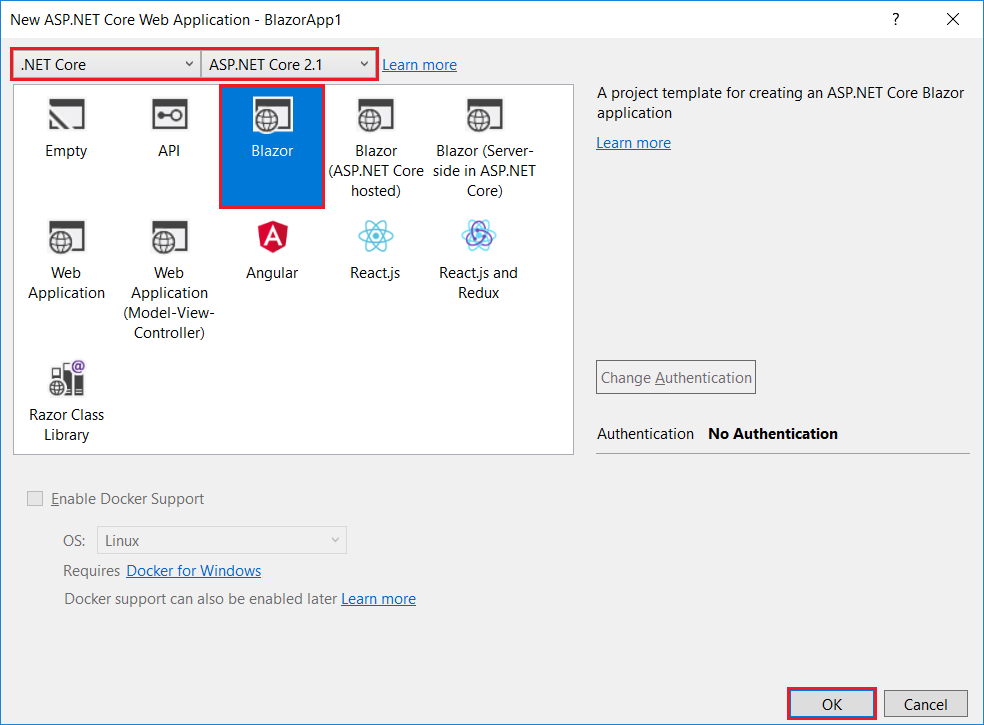 New ASP.NET Core Web Application - BlazorApp1
?
.NET Core
ASP.NET Core 2.1
Learn more
Empty
API
Blazor
Blazor
(ASP.NET Core
hosted)
Blazor (Server-
side in ASP.NET
Core)
Web
Application
Web
Application
(Model-View-
Controller)
Angular
React.js
React.js and
Redux
@
Razor Class
Library
A project template for creating an ASP.NET Core Blazor
application
Learn more
Change Authentication
Authentication No Authentication
Enable Docker Support
OS: Linux
Requires Docker for Windows
Docker support can also be enabled later Learn more
OK
Cancel